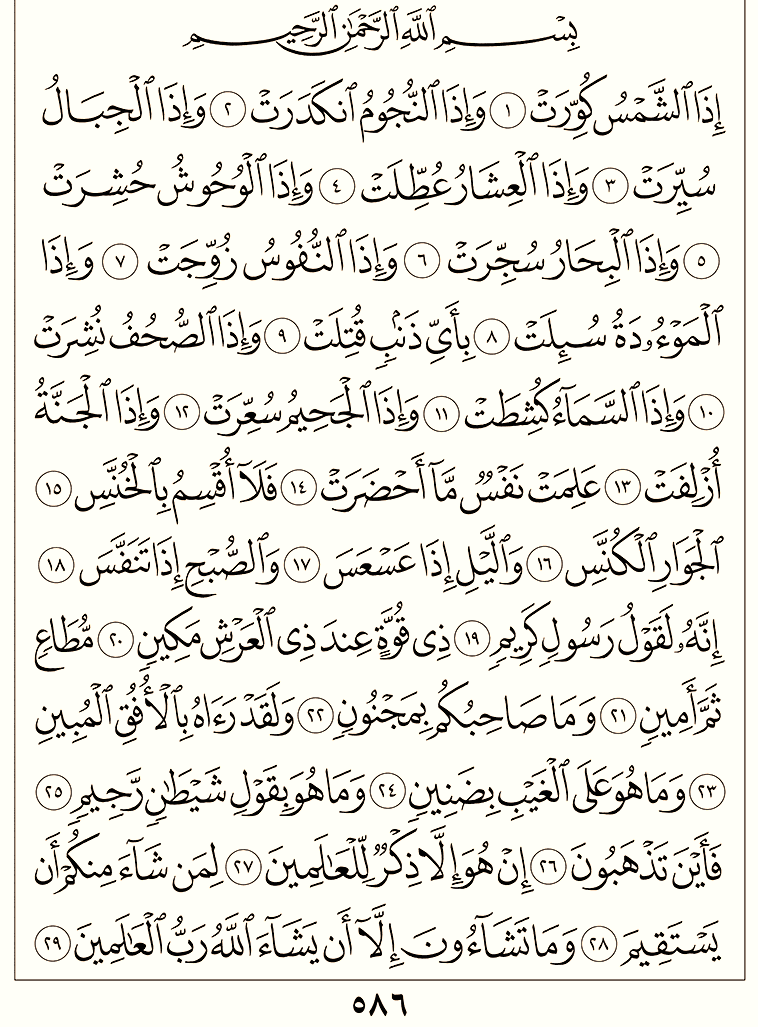 بِسْمِ ٱللَّهِ ٱلرَّحْمَٰنِ ٱلرَّحِيمِ
إِذَا ٱلشَّمْسُ كُوِّرَتْ ١ وَإِذَا ٱلنُّجُومُ ٱنكَدَرَتْ ٢ وَإِذَا ٱلْجِبَالُ
سُيِّرَتْ ٣ وَإِذَا ٱلْعِشَارُ عُطِّلَتْ ٤ وَإِذَا ٱلْوُحُوشُ حُشِرَتْ
٥ وَإِذَا ٱلْبِحَارُ سُجِّرَتْ ٦ وَإِذَا ٱلنُّفُوسُ زُوِّجَتْ ٧ وَإِذَا
ٱلْمَوْءُۥدَةُ سُئِلَتْ ٨ بِأَيِّ ذَنۢبٍ قُتِلَتْ ٩ وَإِذَا ٱلصُّحُفُ نُشِرَتْ
١٠ وَإِذَا ٱلسَّمَآءُ كُشِطَتْ ١١ وَإِذَا ٱلْجَحِيمُ سُعِّرَتْ ١٢ وَإِذَا ٱلْجَنَّةُ
أُزْلِفَتْ ١٣ عَلِمَتْ نَفْسٌ مَّآ أَحْضَرَتْ ١٤ فَلَآ أُقْسِمُ بِٱلْخُنَّسِ ١٥
ٱلْجَوَارِ ٱلْكُنَّسِ ١٦ وَٱلَّيْلِ إِذَا عَسْعَسَ ١٧ وَٱلصُّبْحِ إِذَا تَنَفَّسَ ١٨
إِنَّهُۥ لَقَوْلُ رَسُولٍ كَرِيمٍ ١٩ ذِى قُوَّةٍ عِندَ ذِى ٱلْعَرْشِ مَكِينٍ ٢٠ مُّطَاعٍ
ثَمَّ أَمِينٍ ٢١ وَمَا صَاحِبُكُم بِمَجْنُونٍ ٢٢ وَلَقَدْ رَءَاهُ بِٱلْأُفُقِ ٱلْمُبِينِ
٢٣ وَمَا هُوَ عَلَى ٱلْغَيْبِ بِضَنِينٍ ٢٤ وَمَا هُوَ بِقَوْلِ شَيْطَٰنٍ رَّجِيمٍ ٢٥
فَأَيْنَ تَذْهَبُونَ ٢٦ إِنْ هُوَ إِلَّا ذِكْرٌ لِّلْعَٰلَمِينَ ٢٧ لِمَن شَآءَ مِنكُمْ أَن
يَسْتَقِيمَ ٢٨ وَمَا تَشَآءُونَ إِلَّآ أَن يَشَآءَ ٱللَّهُ رَبُّ ٱلْعَٰلَمِينَ ٢٩
٥٨٦